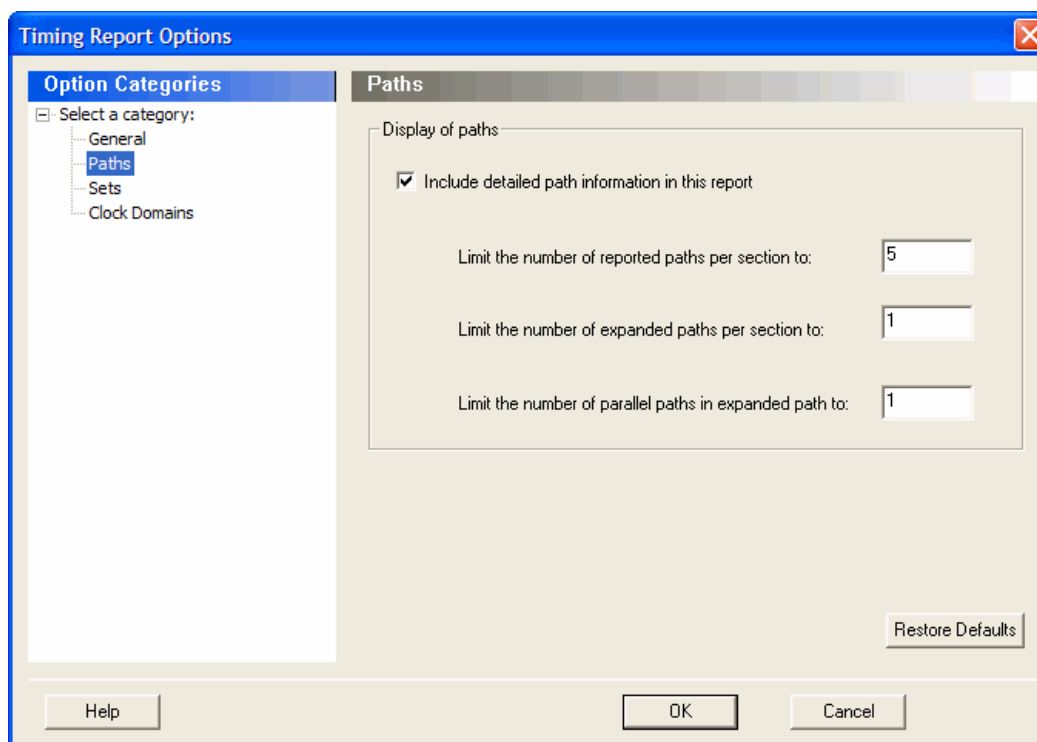 Timing Report Options
Option Categories
Select a category:
General
Paths
Sets
Clock Domains
Paths
Display of paths
Include detailed path information in this report
Limit the number of reported paths per section to: 5
Limit the number of expanded paths per section to: 1
Limit the number of parallel paths in expanded path to: 1
Restore Defaults
Help OK Cancel